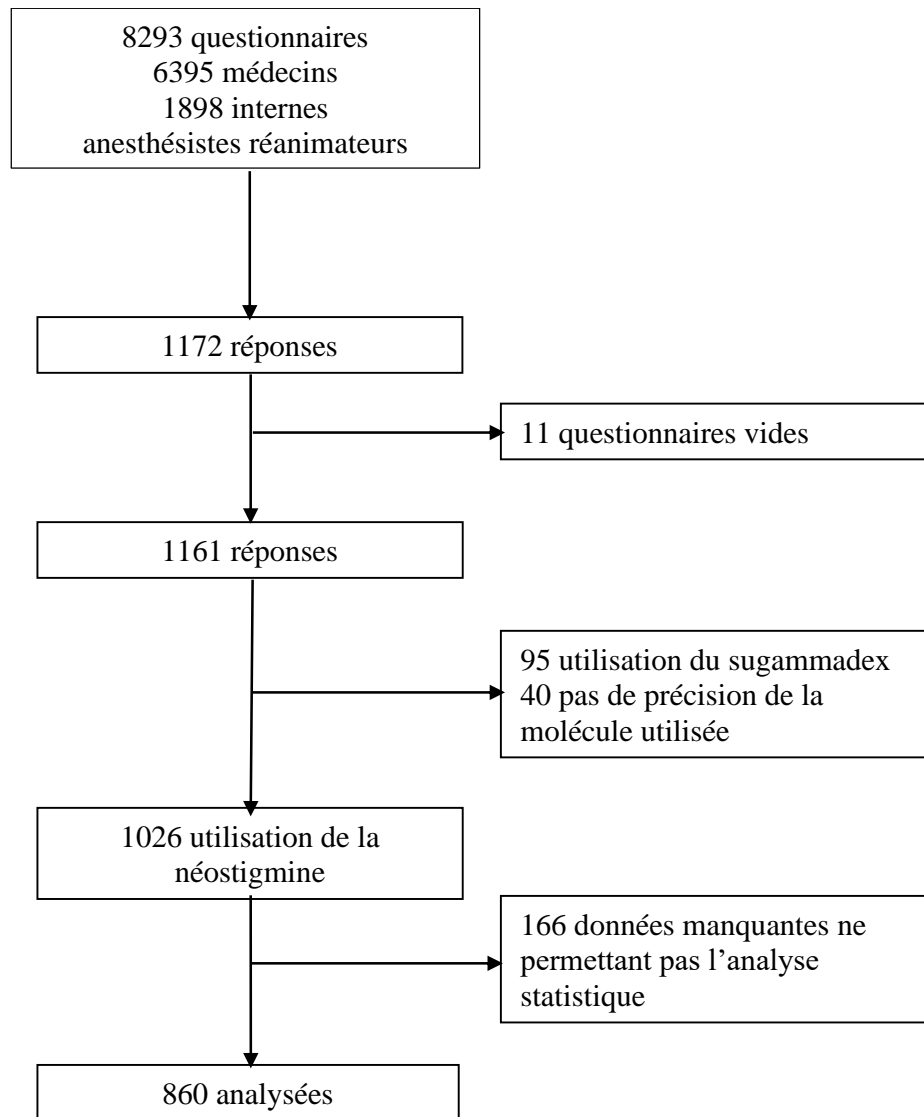 8293 questionnaires
6395 médecins
1898 internes
anesthésistes réanimateurs
1172 réponses
11 questionnaires vides
1161 réponses
95 utilisation du sugammadex
40 pas de précision de la
molécule utilisée
1026 utilisation de la
néostigmine
166 données manquantes ne
permettant pas l’analyse
statistique
860 analysées